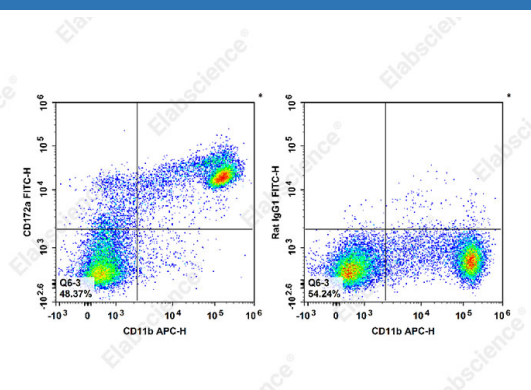 Elabscience®
Elabscience®
*
*
10^6
10^5
10^4
10^3
-10^2.6
CD172a FITC-H
Q6-3
48.37%
-10^3 10^3 10^4 10^5 10^6
CD11b APC-H
10^6
10^5
10^4
10^3
-10^2.6
Rat IgG1 FITC-H
Q6-3
54.24%
-10^3 10^3 10^4 10^5 10^6
CD11b APC-H